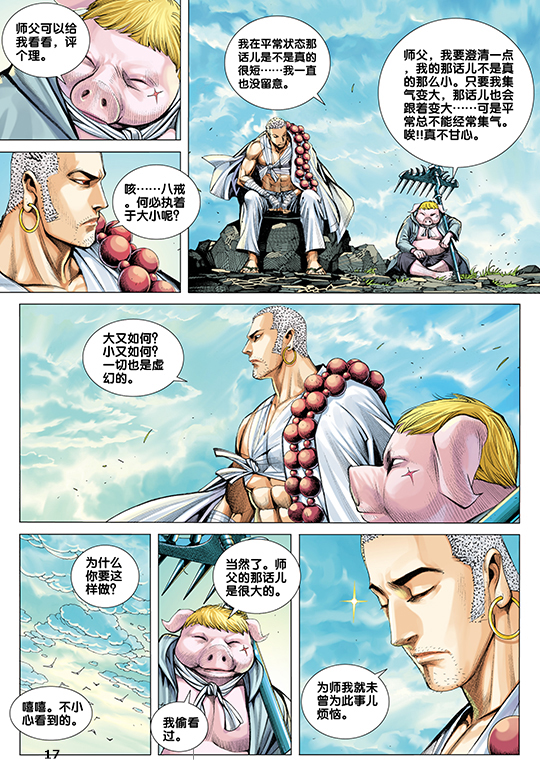 师父，我要澄清一点
，我的那话儿不是真
的那么小。只要我集
气变大，那话儿也会
跟着变大……可是平
常总不能经常集气。
唉!!真不甘心。
我在平常状态那
话儿是不是真的
很短……我一直
也没留意。
师父可以给
我看看，评
个理。
咳……八戒
。何必执着
于大小呢？
大又如何？
小又如何？
一切也是虚
幻的。
为师我就未
曾为此事儿
烦恼。
当然了。师
父的那话儿
是很大的。
我偷看
过。
为什么
你要这
样做？
嘻嘻。不小
心看到的。
17